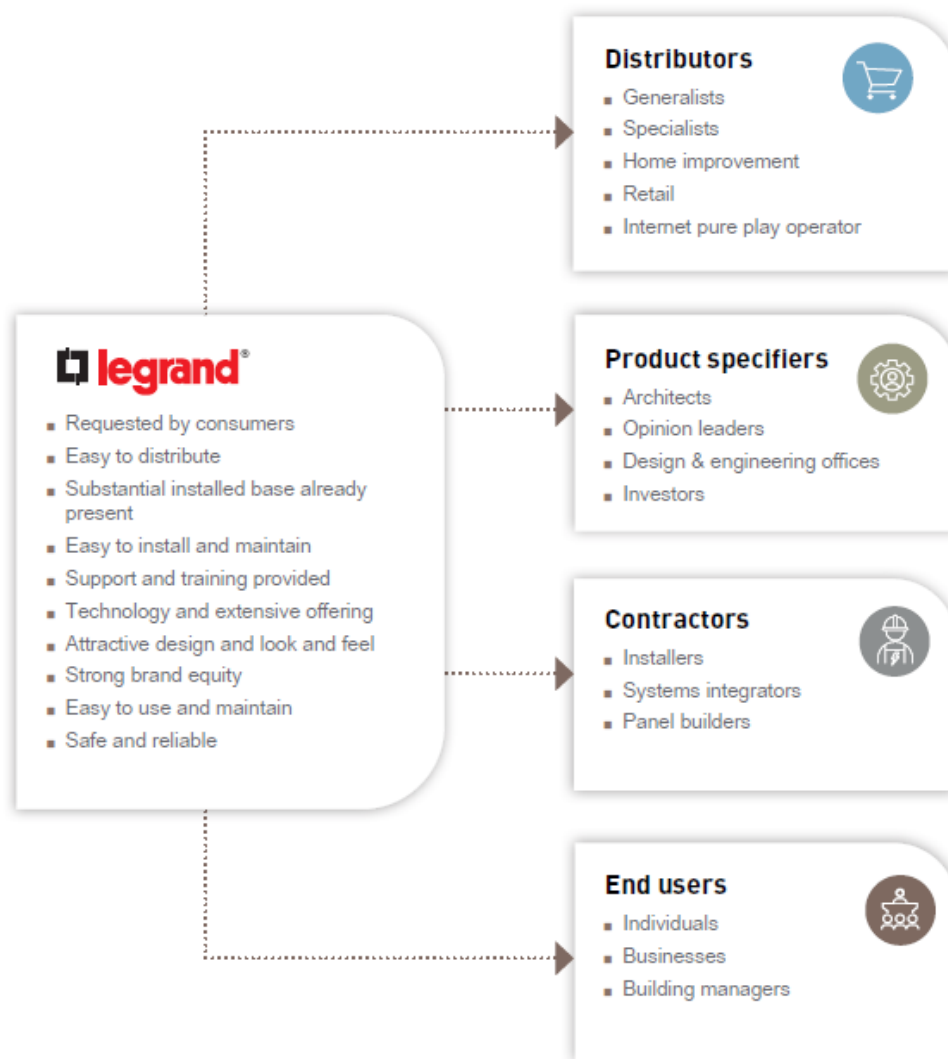 legrand®
Requested by consumers
Easy to distribute
Substantial installed base already
present
Easy to install and maintain
Support and training provided
Technology and extensive offering
Attractive design and look and feel
Strong brand equity
Easy to use and maintain
Safe and reliable
Distributors
Generalists
Specialists
Home improvement
Retail
Internet pure play operator
Product specifiers
Architects
Opinion leaders
Design & engineering offices
Investors
Contractors
Installers
Systems integrators
Panel builders
End users
Individuals
Businesses
Building managers